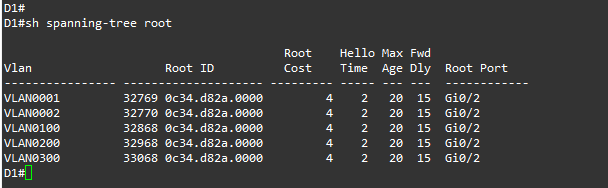 D1#
D1#sh spanning-tree root
Root Hello Max Fwd
Vlan Root ID Cost Time Age Dly Root Port
---------------- -------------------- --------- ----- --- --- ------------
VLAN0001 32769 0c34.d82a.0000 4 2 20 15 Gi0/2
VLAN0002 32770 0c34.d82a.0000 4 2 20 15 Gi0/2
VLAN0100 32868 0c34.d82a.0000 4 2 20 15 Gi0/2
VLAN0200 32968 0c34.d82a.0000 4 2 20 15 Gi0/2
VLAN0300 33068 0c34.d82a.0000 4 2 20 15 Gi0/2
D1#